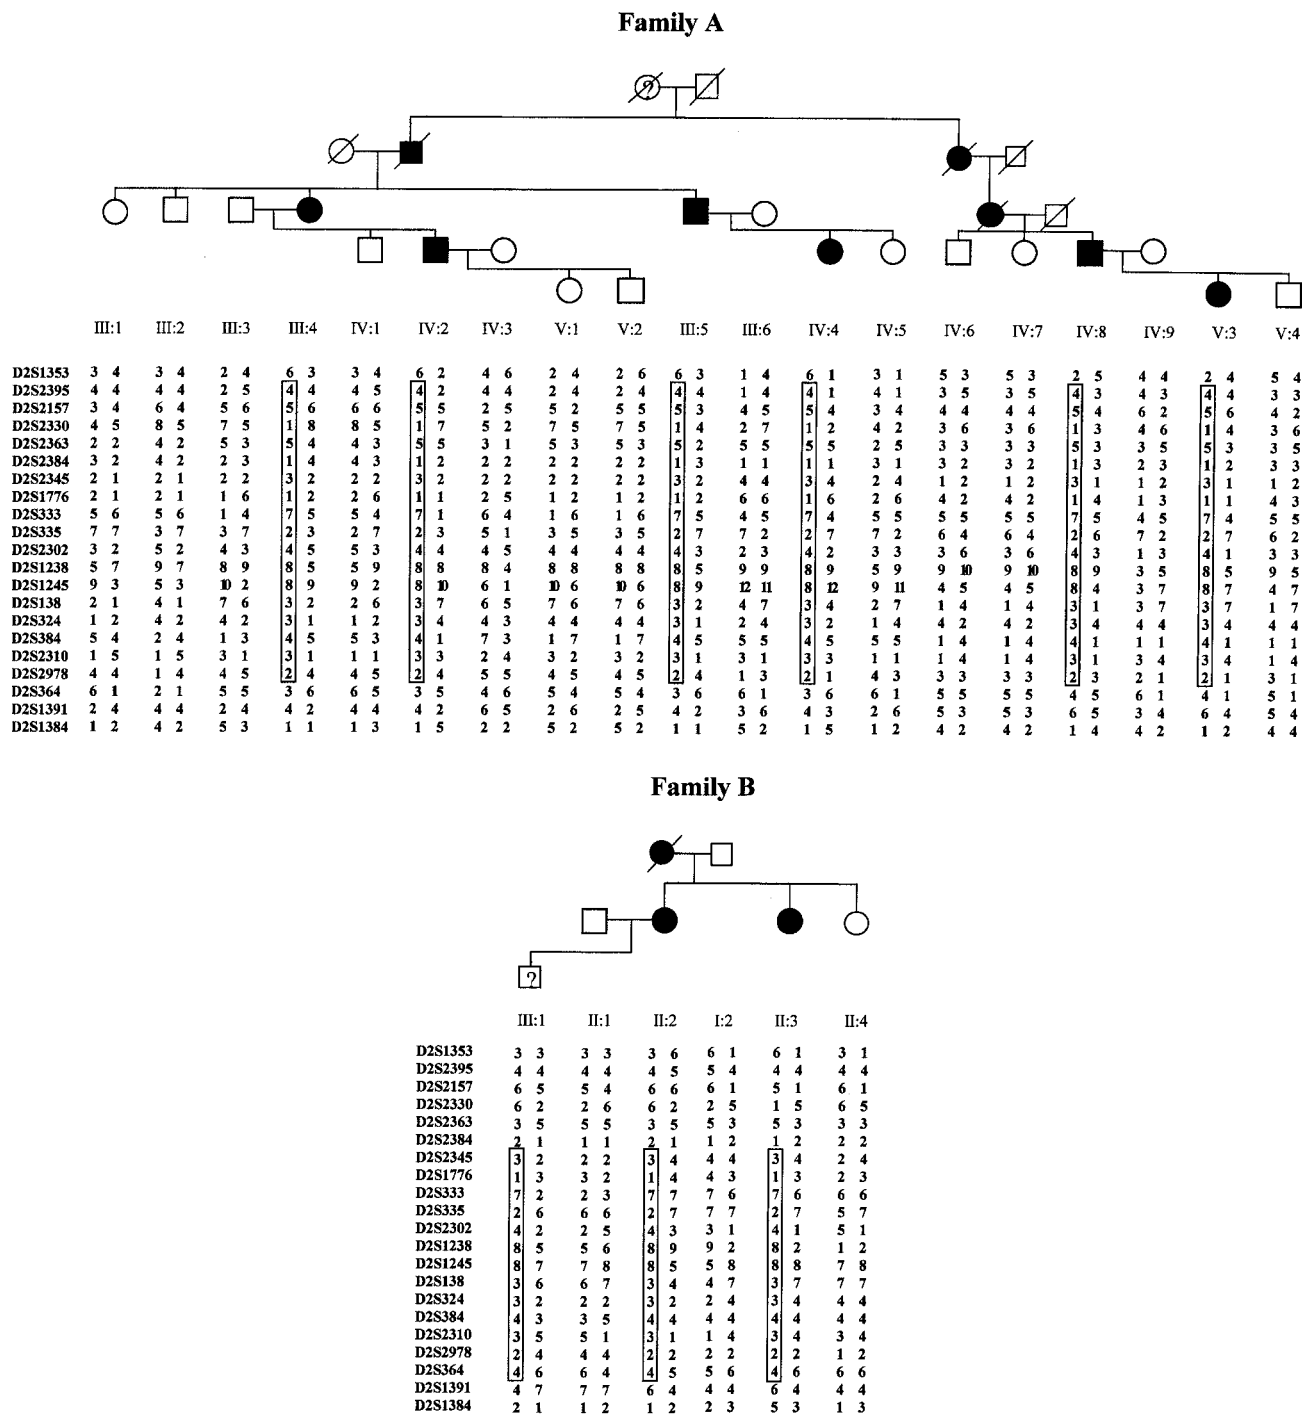 Family A
?
III:1 III:2 III:3 III:4 IV:1 IV:2 IV:3 V:1 V:2 III:5 III:6 IV:4 IV:5 IV:6 IV:7 IV:8 IV:9 V:3 V:4
D2S1353 3 4 3 4 2 4 6 3 3 4 6 2 4 6 2 4 2 6 6 3 1 4 6 1 3 1 5 3 5 3 2 5 4 4 2 4 5 4
D2S2395 4 4 4 4 2 5 4 4 4 5 4 2 4 4 2 4 2 4 4 4 1 4 4 1 4 1 3 5 3 5 4 3 4 3 4 4 3 3
D2S2157 3 4 6 4 5 6 5 6 6 6 5 5 2 5 5 2 5 5 5 3 4 5 5 4 3 4 4 4 4 4 5 4 6 2 5 6 4 2
D2S2330 4 5 8 5 7 5 1 8 8 5 1 7 5 2 7 5 7 5 1 4 2 7 1 2 4 2 3 6 3 6 1 3 4 6 1 4 3 6
D2S2363 2 2 4 2 5 3 5 4 4 3 5 5 3 1 5 3 5 3 5 2 5 5 5 5 2 5 3 3 3 3 5 3 3 5 5 3 3 5
D2S2384 3 2 4 2 2 3 1 4 4 3 1 2 2 2 2 2 2 2 1 3 1 1 1 1 3 1 3 2 3 2 1 3 2 3 1 2 3 3
D2S2345 2 1 2 1 2 2 3 2 2 2 3 2 2 2 2 2 2 2 3 2 4 4 3 4 2 4 1 2 1 2 3 1 1 2 3 1 1 2
D2S1776 2 1 2 1 1 6 1 2 2 6 1 1 2 5 1 2 1 2 1 2 6 6 1 6 2 6 4 2 4 2 1 4 1 3 1 1 4 3
D2S333 5 6 5 6 1 4 7 5 5 4 7 1 6 4 1 6 1 6 7 5 4 5 7 4 5 5 5 5 5 5 7 5 4 5 7 4 5 5
D2S335 7 7 3 7 3 7 2 3 2 7 2 3 5 1 3 5 3 5 2 7 7 2 2 7 7 2 6 4 6 4 2 6 7 2 2 7 6 2
D2S2302 3 2 5 2 4 3 4 5 5 3 4 4 4 5 4 4 4 4 4 3 2 3 4 2 3 3 3 6 3 6 4 3 1 3 4 1 3 3
D2S1238 5 7 9 7 8 9 8 5 5 9 8 8 8 4 8 8 8 8 8 5 9 9 8 9 5 9 9 10 9 10 8 9 3 5 8 5 9 5
D2S1245 9 3 5 3 10 2 8 9 9 2 8 10 6 1 10 6 10 6 8 9 12 11 8 12 9 11 4 5 4 5 8 4 3 7 8 7 4 7
D2S138 2 1 4 1 7 6 3 2 2 6 3 7 6 5 7 6 7 6 3 2 4 7 3 4 2 7 1 4 1 4 3 1 3 7 3 7 1 7
D2S324 1 2 4 2 4 2 3 1 1 2 3 4 4 3 4 4 4 4 3 1 2 4 3 2 1 4 4 2 4 2 3 4 4 4 3 4 4 4
D2S384 5 4 2 4 1 3 4 5 5 3 4 1 7 3 1 7 1 7 4 5 5 5 4 5 5 5 1 4 1 4 4 1 1 1 4 1 1 1
D2S2310 1 5 1 5 3 1 3 1 1 1 3 3 2 4 3 2 3 2 3 1 3 1 3 3 1 1 1 4 1 4 3 1 3 4 3 4 1 4
D2S2978 4 4 1 4 4 5 2 4 4 5 2 4 5 5 4 5 4 5 2 4 1 3 2 1 4 3 3 3 3 3 2 3 2 1 2 1 3 1
D2S364 6 1 2 1 5 5 3 6 6 5 3 5 4 6 5 4 5 4 3 6 6 1 3 6 6 1 5 5 5 5 4 5 6 1 4 1 5 1
D2S1391 2 4 4 4 2 4 4 2 4 4 4 2 6 5 2 6 2 5 4 2 3 6 4 3 2 6 5 3 5 3 6 5 3 4 6 4 5 4
D2S1384 1 2 4 2 5 3 1 1 1 3 1 5 2 2 5 2 5 2 1 1 5 2 1 5 1 2 4 2 4 2 1 4 4 2 1 2 4 4
Family B
?
III:1 II:1 II:2 I:2 II:3 II:4
D2S1353 3 3 3 3 3 6 6 1 6 1 3 1
D2S2395 4 4 4 4 4 5 5 4 4 4 4 4
D2S2157 6 5 5 4 6 6 6 1 5 1 6 1
D2S2330 6 2 2 6 6 2 2 5 1 5 6 5
D2S2363 3 5 5 5 3 5 5 3 5 3 3 3
D2S2384 2 1 1 1 2 1 1 2 1 2 2 2
D2S2345 3 2 2 2 3 4 4 4 3 4 2 4
D2S1776 1 3 3 2 1 4 4 3 1 3 2 3
D2S333 7 2 2 3 7 7 7 6 7 6 6 6
D2S335 2 6 6 6 2 7 7 7 2 7 5 7
D2S2302 4 2 2 5 4 3 3 1 4 1 5 1
D2S1238 8 5 5 6 8 9 9 2 8 2 1 2
D2S1245 8 7 7 8 8 5 5 8 8 8 7 8
D2S138 3 6 6 7 3 4 4 7 3 7 7 7
D2S324 3 2 2 2 3 2 2 4 3 4 4 4
D2S384 4 3 3 5 4 4 4 4 4 4 4 4
D2S2310 3 5 5 1 3 1 1 4 3 4 3 4
D2S2978 2 4 4 4 2 2 2 2 2 2 1 2
D2S364 4 6 6 4 4 5 5 6 4 6 6 6
D2S1391 4 7 7 7 6 4 4 4 6 4 4 4
D2S1384 2 1 1 2 1 2 2 3 5 3 1 3